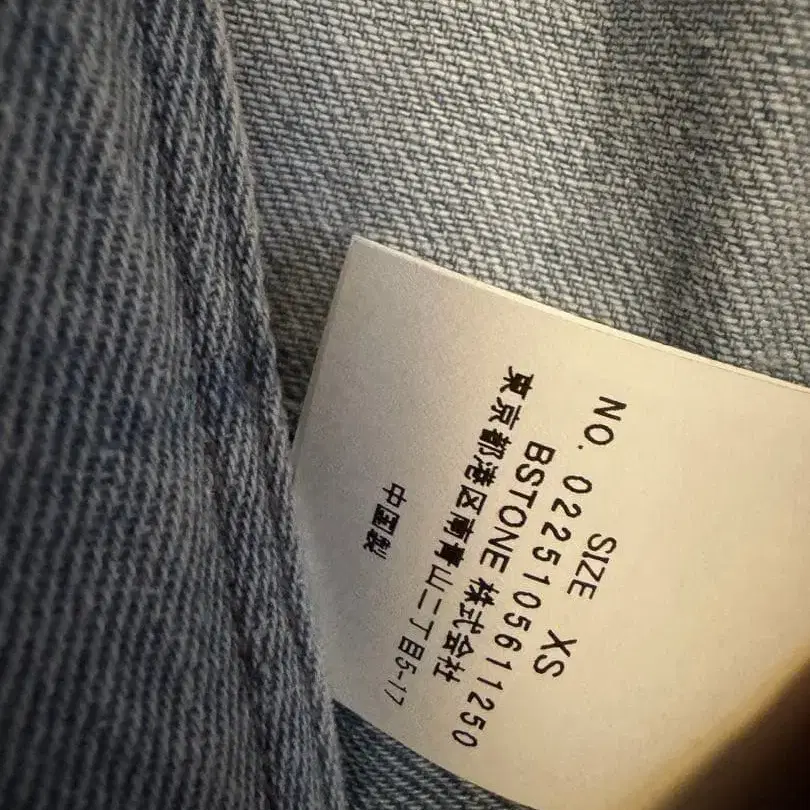 SIZE XS
NO. 0225105611250
BSTONE 株式会社
東京都港区南青山二丁目5-17
中国製